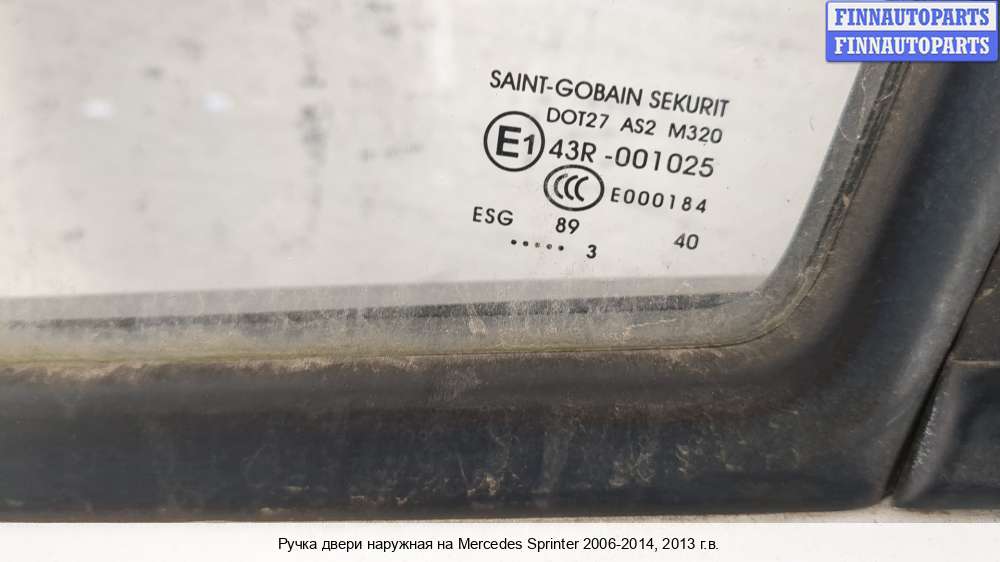 FINNAUTOPARTS
FINNAUTOPARTS
SAINT-GOBAIN SEKURIT
DOT27 AS2 M320
E1 43R -001025
CCC E000184
ESG 89 40
..... 3
Ручка двери наружная на Mercedes Sprinter 2006-2014, 2013 г.в.